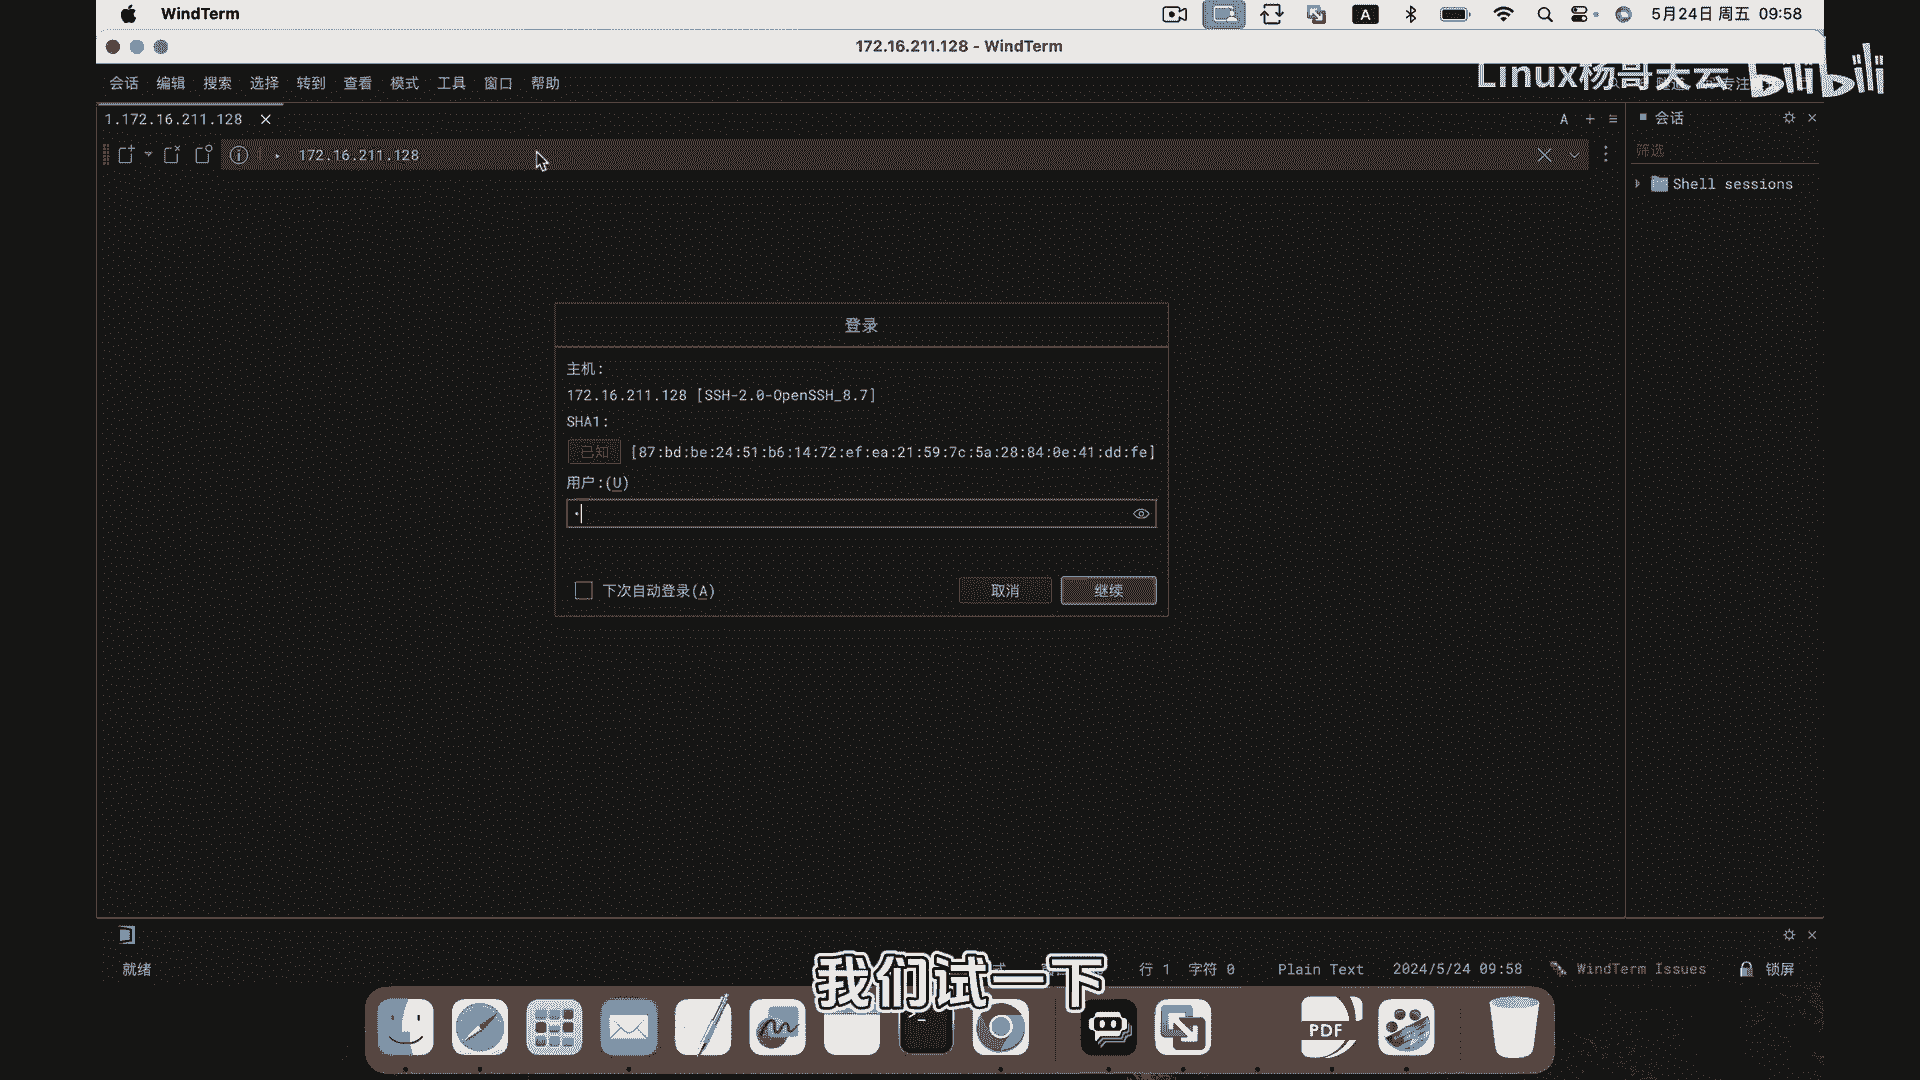 WindTerm
A
5月24日 周五 09:58
172.16.211.128 - WindTerm
会话 编辑 搜索 选择 转到 查看 模式 工具 窗口 帮助
Linux杨哥天云 bilibili
专注
1.172.16.211.128
A
会话
172.16.211.128
筛选
Shell sessions
登录
主机:
172.16.211.128 [SSH-2.0-OpenSSH_8.7]
SHA1:
已知 [87:bd:be:24:51:b6:14:72:ef:ea:21:59:7c:5a:28:84:0e:41:dd:fe]
用户:(U)
下次自动登录(A) 取消 继续
就绪 行 1 字符 0 Plain Text 2024/5/24 09:58 WindTerm Issues 锁屏
我们试一下
PDF